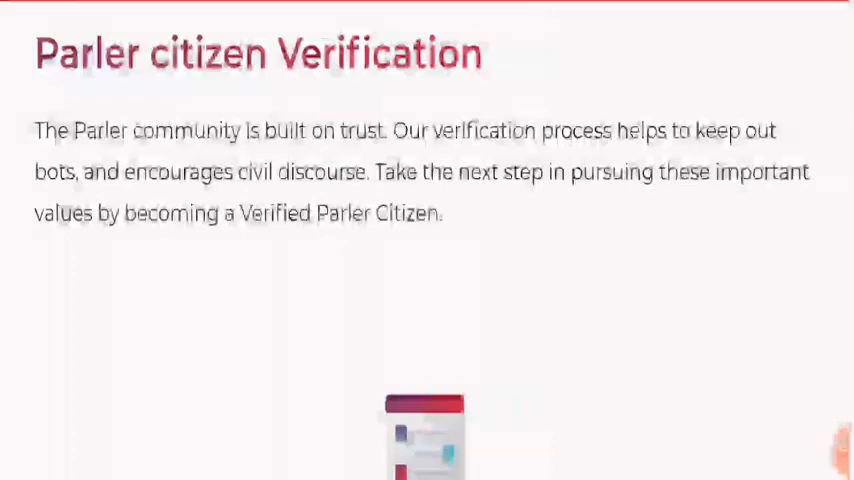 Parler citizen Verification
The Parler community is built on trust. Our verification process helps to keep out
bots, and encourages civil discourse. Take the next step in pursuing these important
values by becoming a Verified Parler Citizen.